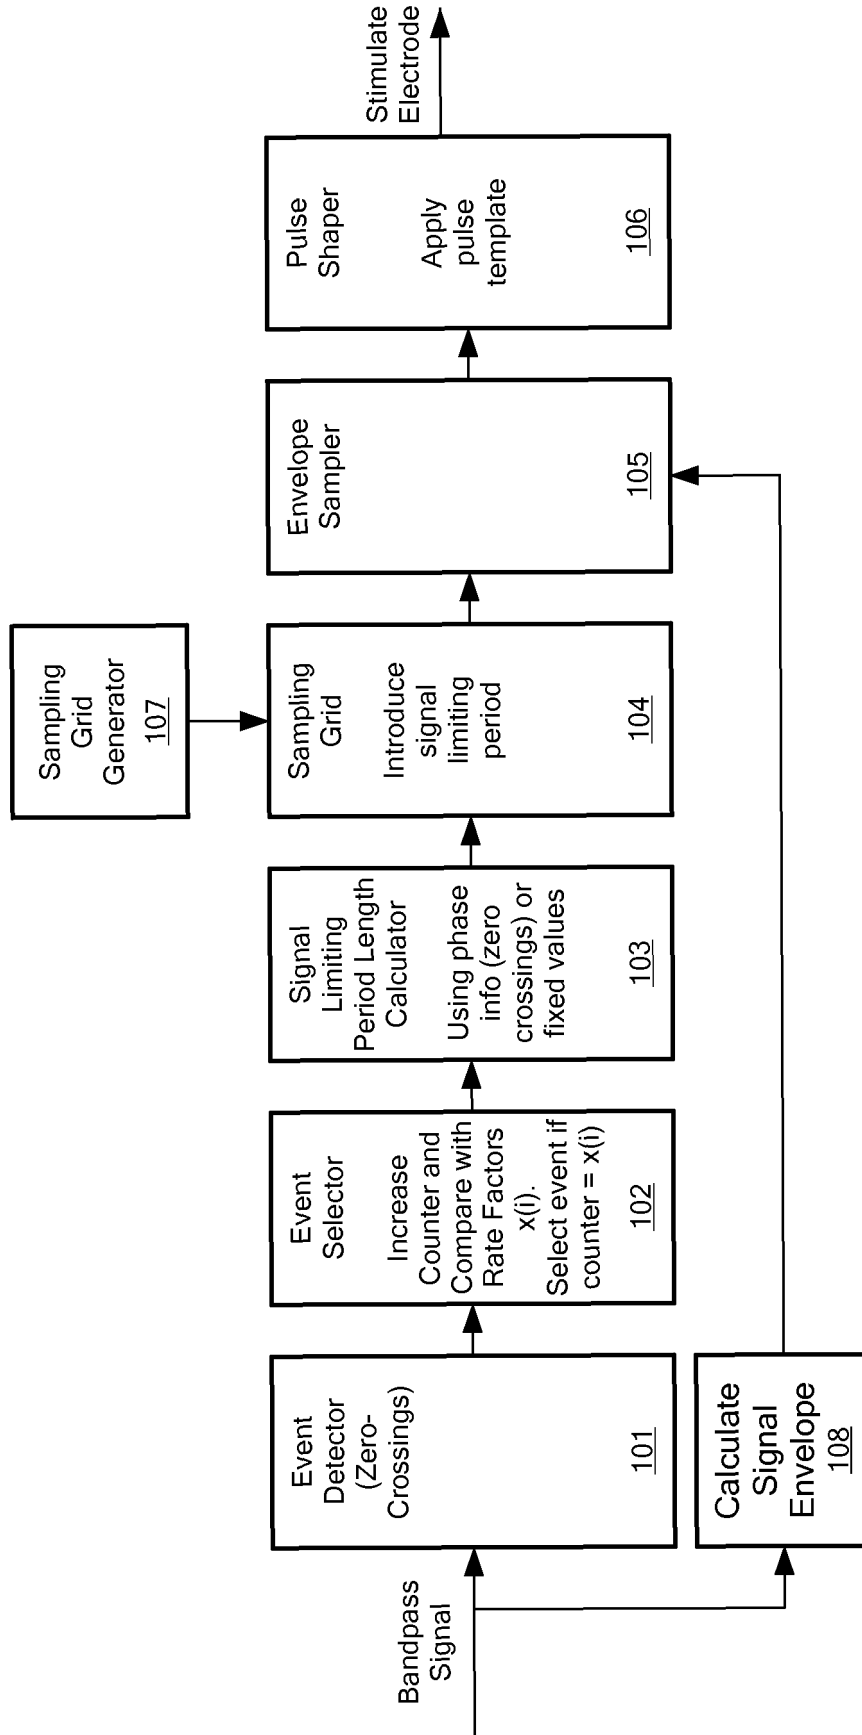 Bandpass
Signal
Event
Detector
(Zero-
Crossings)
101
Event
Selector
Increase
Counter and
Compare with
Rate Factors
x(i).
Select event if
counter = x(i)
102
Signal
Limiting
Period Length
Calculator
Using phase
info (zero
crossings) or
fixed values
103
Sampling
Grid
Introduce
signal
limiting
period
104
Sampling
Grid
Generator
107
Envelope
Sampler
105
Pulse
Shaper
Apply
pulse
template
106
Stimulate
Electrode
Calculate
Signal
Envelope
108